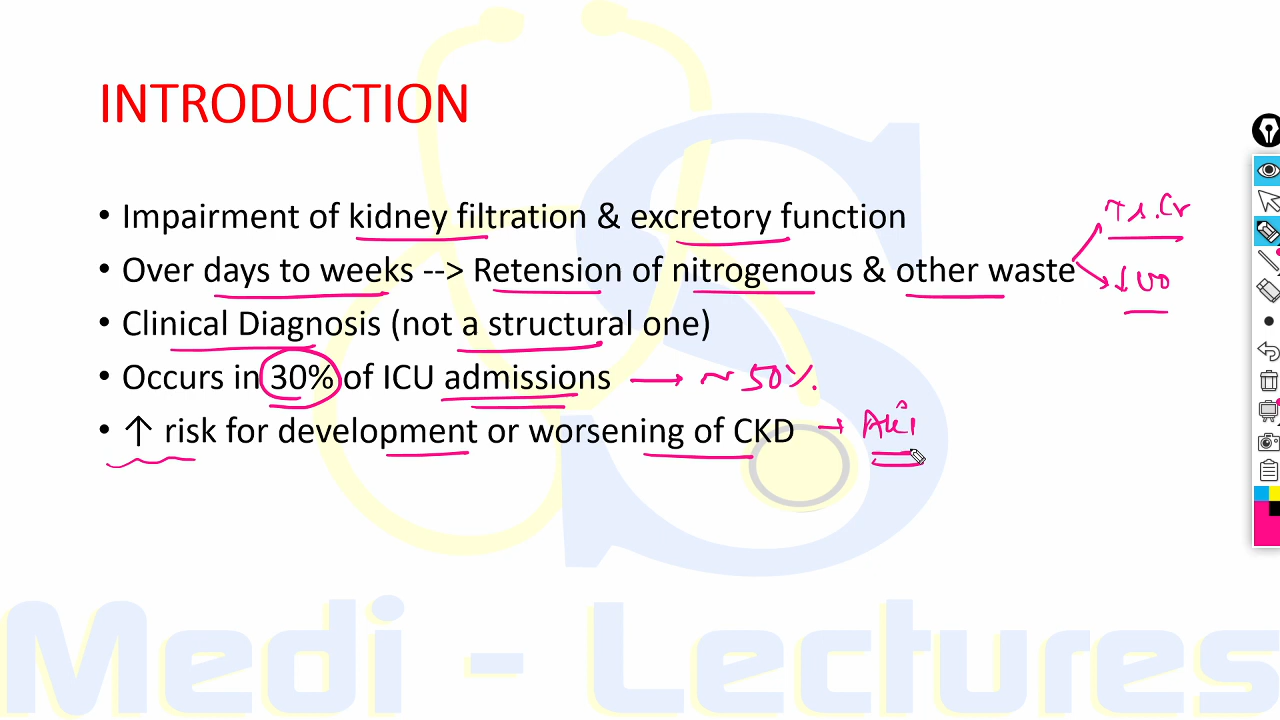 INTRODUCTION
• Impairment of kidney filtration & excretory function
↑ s.Cr
• Over days to weeks --> Retension of nitrogenous & other waste
↓ UO
• Clinical Diagnosis (not a structural one)
• Occurs in 30% of ICU admissions → ~ 50%.
• ↑ risk for development or worsening of CKD →
Medi - Lectures